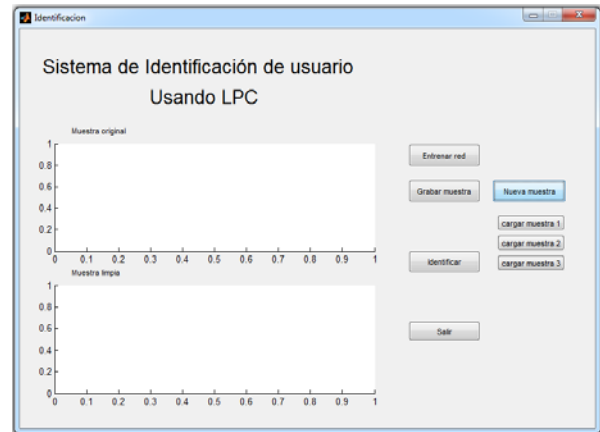 Identificacion
Sistema de Identificación de usuario
Usando LPC
Muestra original
1
0.8
0.6
0.4
0.2
0
0 0.1 0.2 0.3 0.4 0.5 0.6 0.7 0.8 0.9 1
Muestra limpia
1
0.8
0.6
0.4
0.2
0
0 0.1 0.2 0.3 0.4 0.5 0.6 0.7 0.8 0.9 1
Entrenar red
Grabar muestra
Nueva muestra
cargar muestra 1
cargar muestra 2
cargar muestra 3
Identificar
Salir